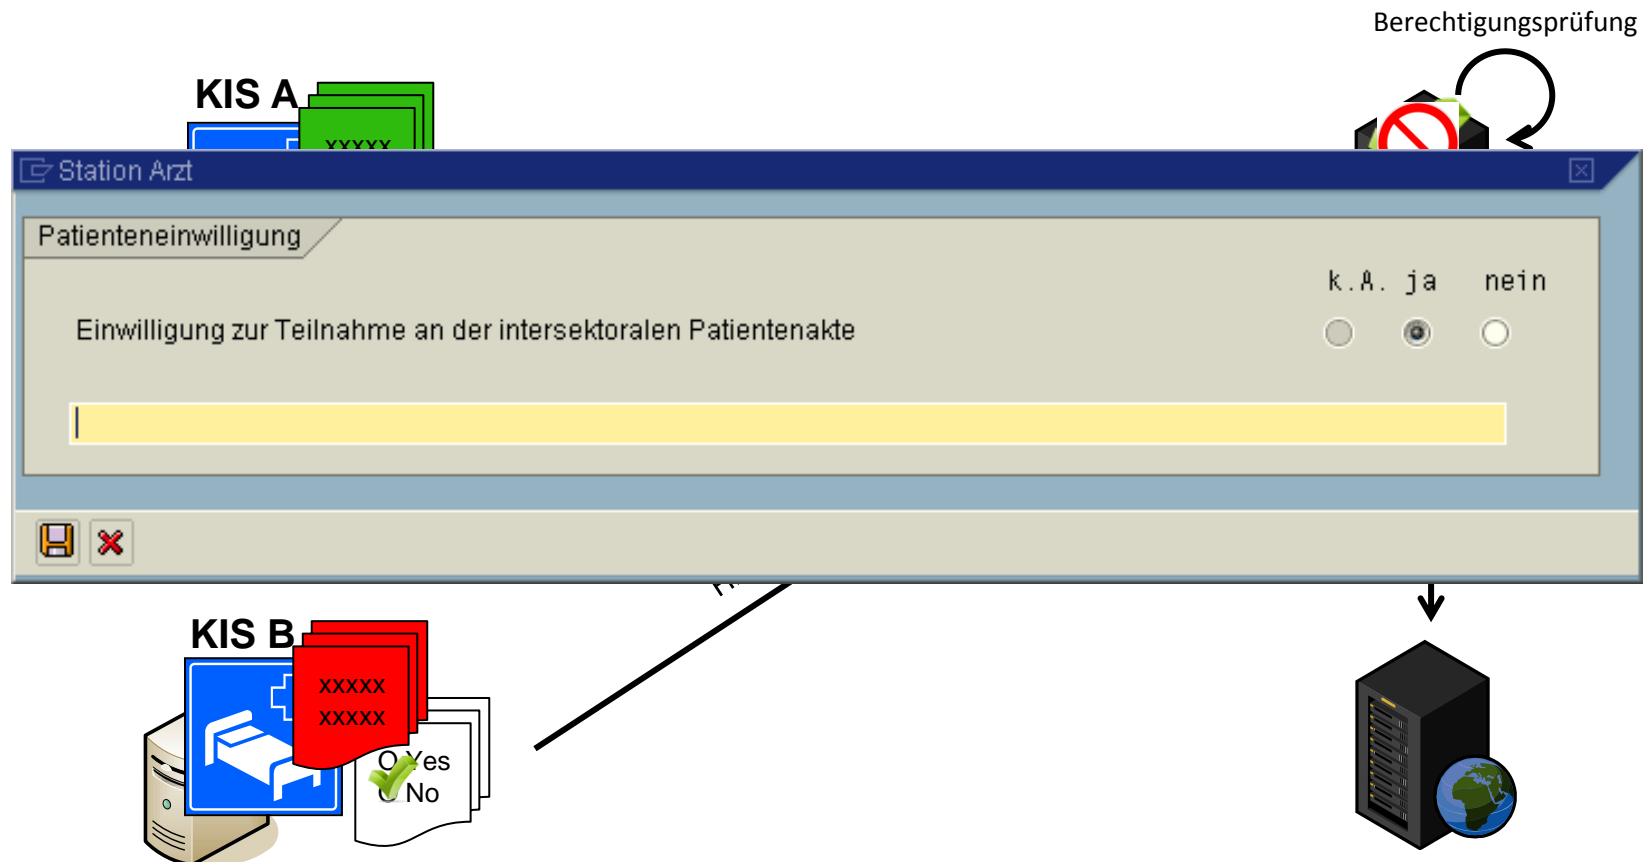 Berechtigungsprüfung
KIS A
xxxxx
Station Arzt
Patienteneinwilligung
k.A. ja nein
Einwilligung zur Teilnahme an der intersektoralen Patientenakte
KIS B
xxxxx
xxxxx
O Yes
O No